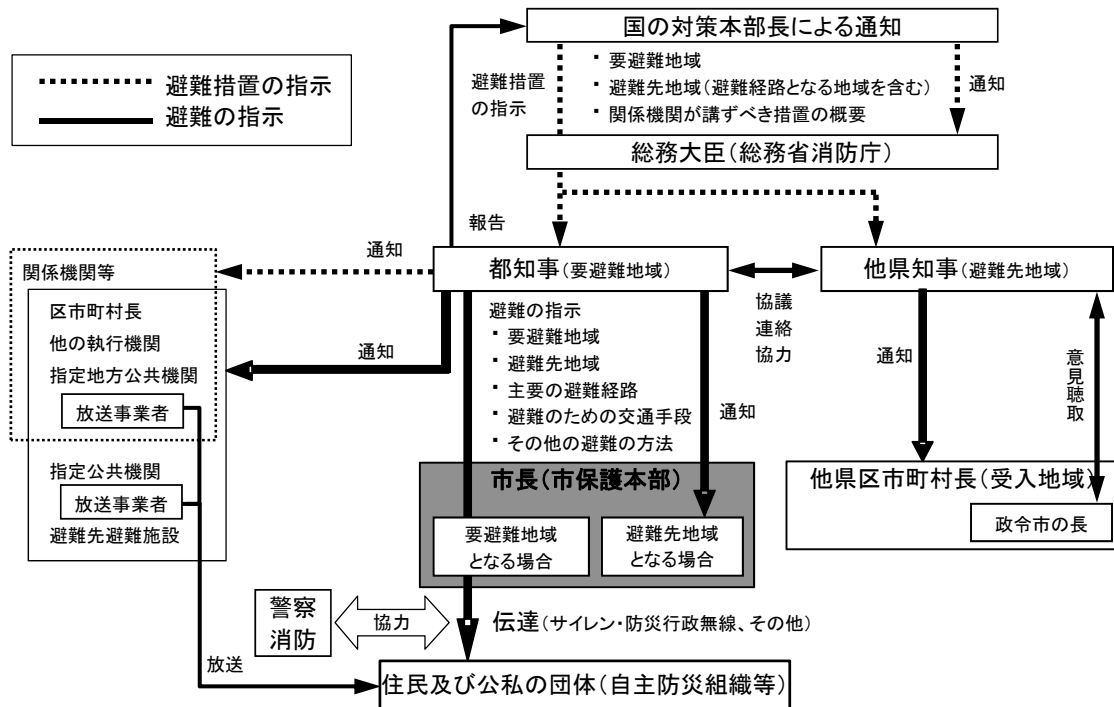 国の対策本部長による通知
避難措置の指示
避難の指示
避難措置
の指示
・要避難地域
・避難先地域(避難経路となる地域を含む)
・関係機関が講ずべき措置の概要
通知
総務大臣(総務省消防庁)
報告
通知
関係機関等
都知事(要避難地域)
他県知事(避難先地域)
協議
連絡
協力
区市町村長
他の執行機関
指定地方公共機関
放送事業者
通知
避難の指示
・要避難地域
・避難先地域
・主要の避難経路
・避難のための交通手段
・その他の避難の方法
通知
通知
意見聴取
指定公共機関
放送事業者
避難先避難施設
市長(市保護本部)
要避難地域
となる場合
避難先地域
となる場合
他県区市町村長(受入地域)
政令市の長
警察
消防
協力
伝達(サイレン・防災行政無線、その他)
放送
住民及び公私の団体(自主防災組織等)